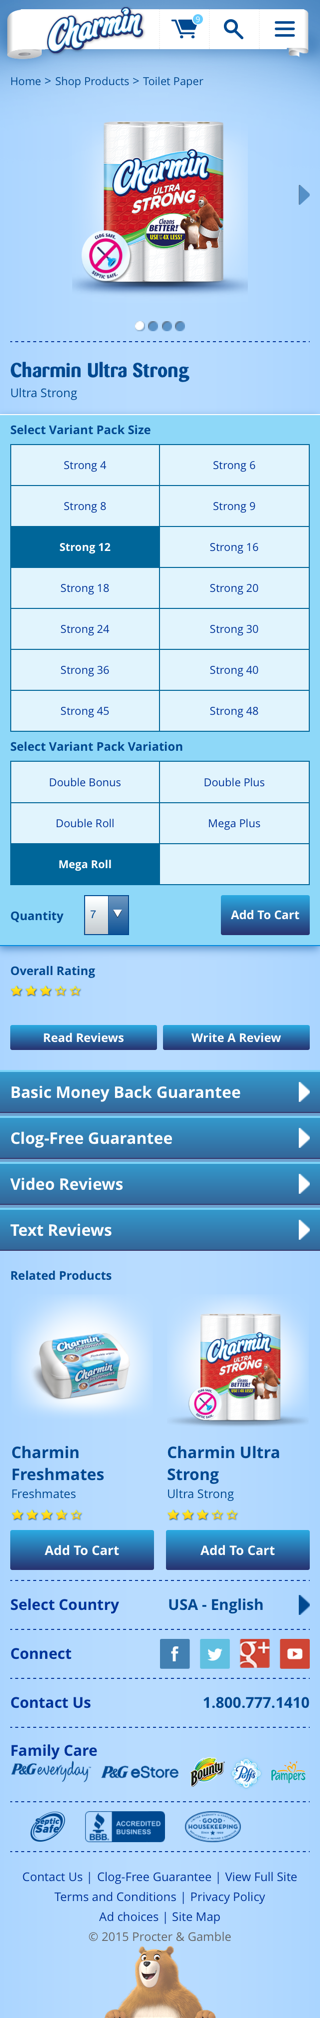 Charmin
9
Home > Shop Products > Toilet Paper
Charmin
ULTRA
STRONG
Cleans
BETTER!
CLOG SAFE.
SEPTIC SAFE.
Charmin Ultra Strong
Ultra Strong
Select Variant Pack Size
Strong 4
Strong 6
Strong 8
Strong 9
Strong 12
Strong 16
Strong 18
Strong 20
Strong 24
Strong 30
Strong 36
Strong 40
Strong 45
Strong 48
Select Variant Pack Variation
Double Bonus
Double Plus
Double Roll
Mega Plus
Mega Roll
Quantity
7
Add To Cart
Overall Rating
Read Reviews
Write A Review
Basic Money Back Guarantee
Clog-Free Guarantee
Video Reviews
Text Reviews
Related Products
Charmin
Charmin
Charmin
ULTRA
STRONG
Charmin
Freshmates
Freshmates
Charmin Ultra
Strong
Ultra Strong
Add To Cart
Add To Cart
Select Country
USA - English
Connect
f
g+
Contact Us
1.800.777.1410
Family Care
P&G everyday
P&G eStore
Bounty
Puffs
Pampers
Septic
Safe
BBB.
ACCREDITED
BUSINESS
GOOD
HOUSEKEEPING
Contact Us | Clog-Free Guarantee | View Full Site
Terms and Conditions | Privacy Policy
Ad choices | Site Map
© 2015 Procter & Gamble